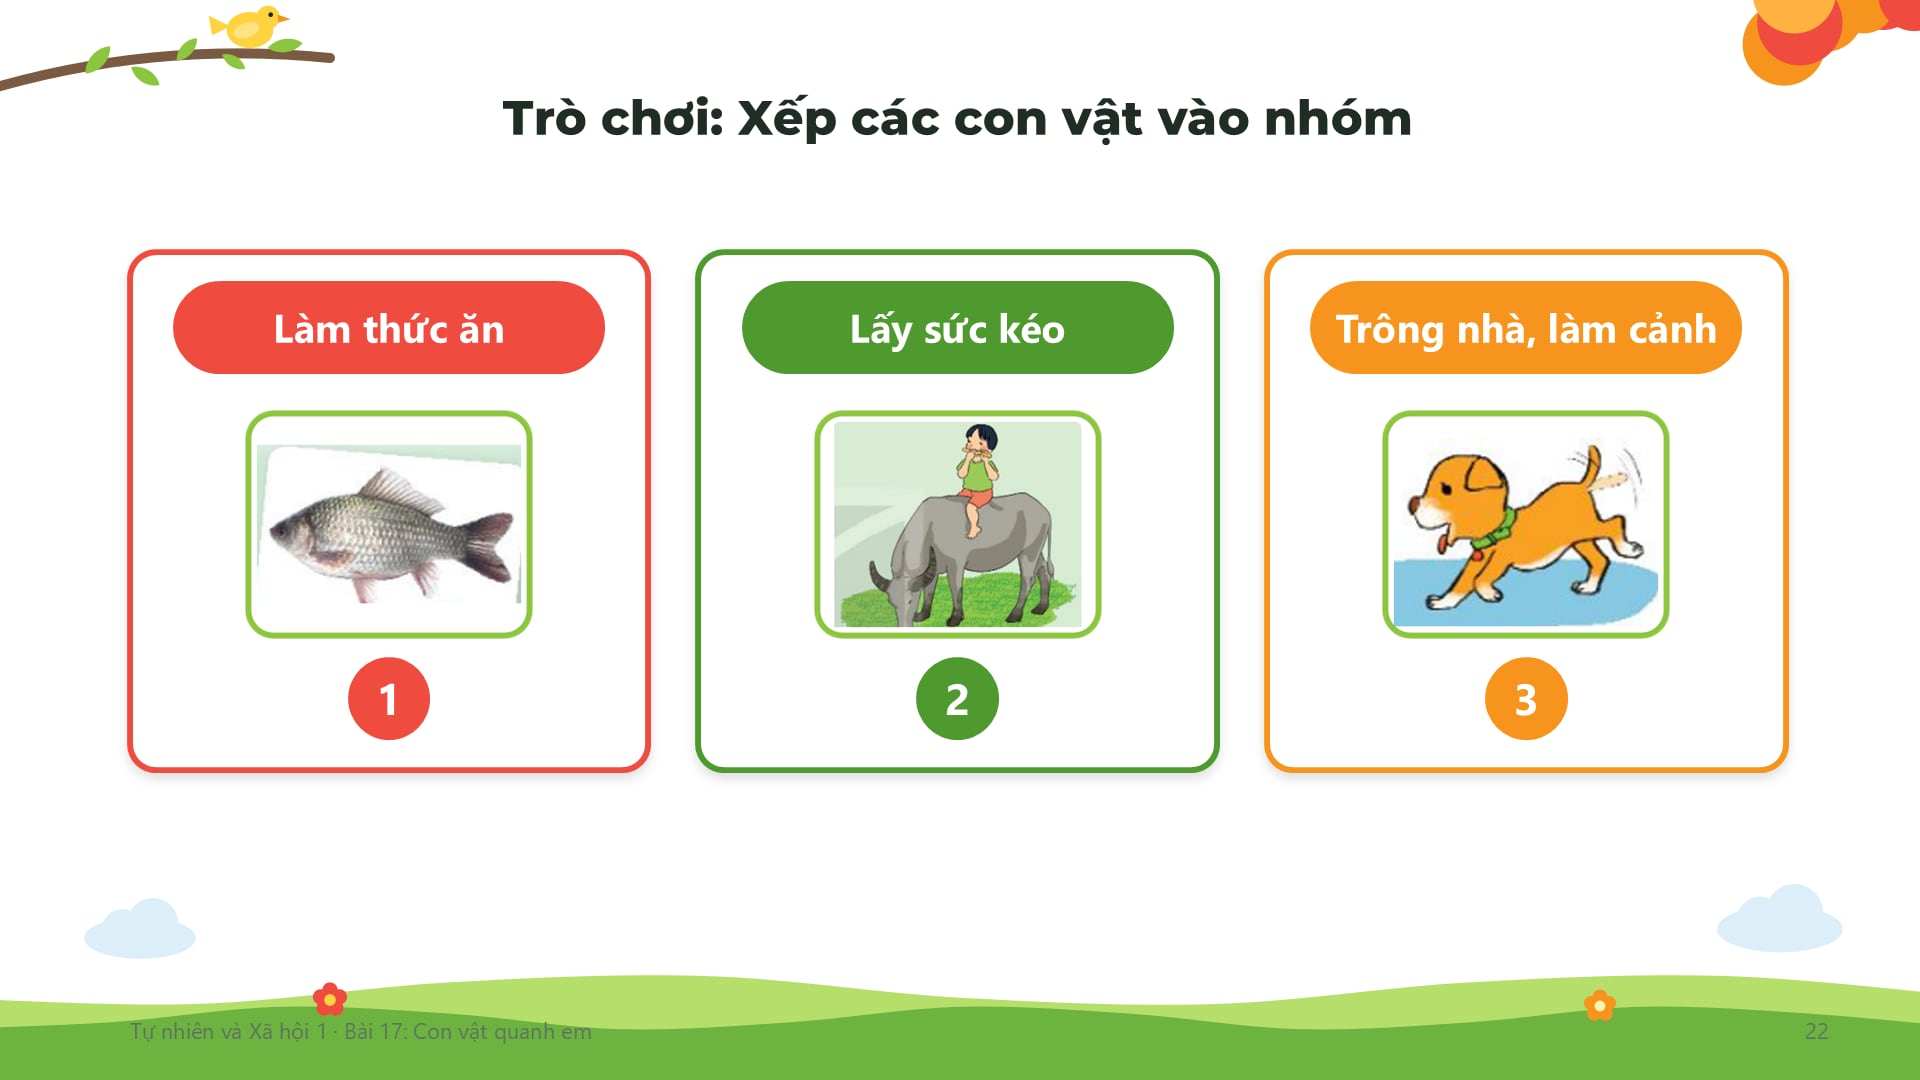 Trò chơi: Xếp các con vật vào nhóm
Làm thức ăn
Lấy sức kéo
Trông nhà, làm cảnh
1
2
3
Tự nhiên và Xã hội 1 · Bài 17: Con vật quanh em
22